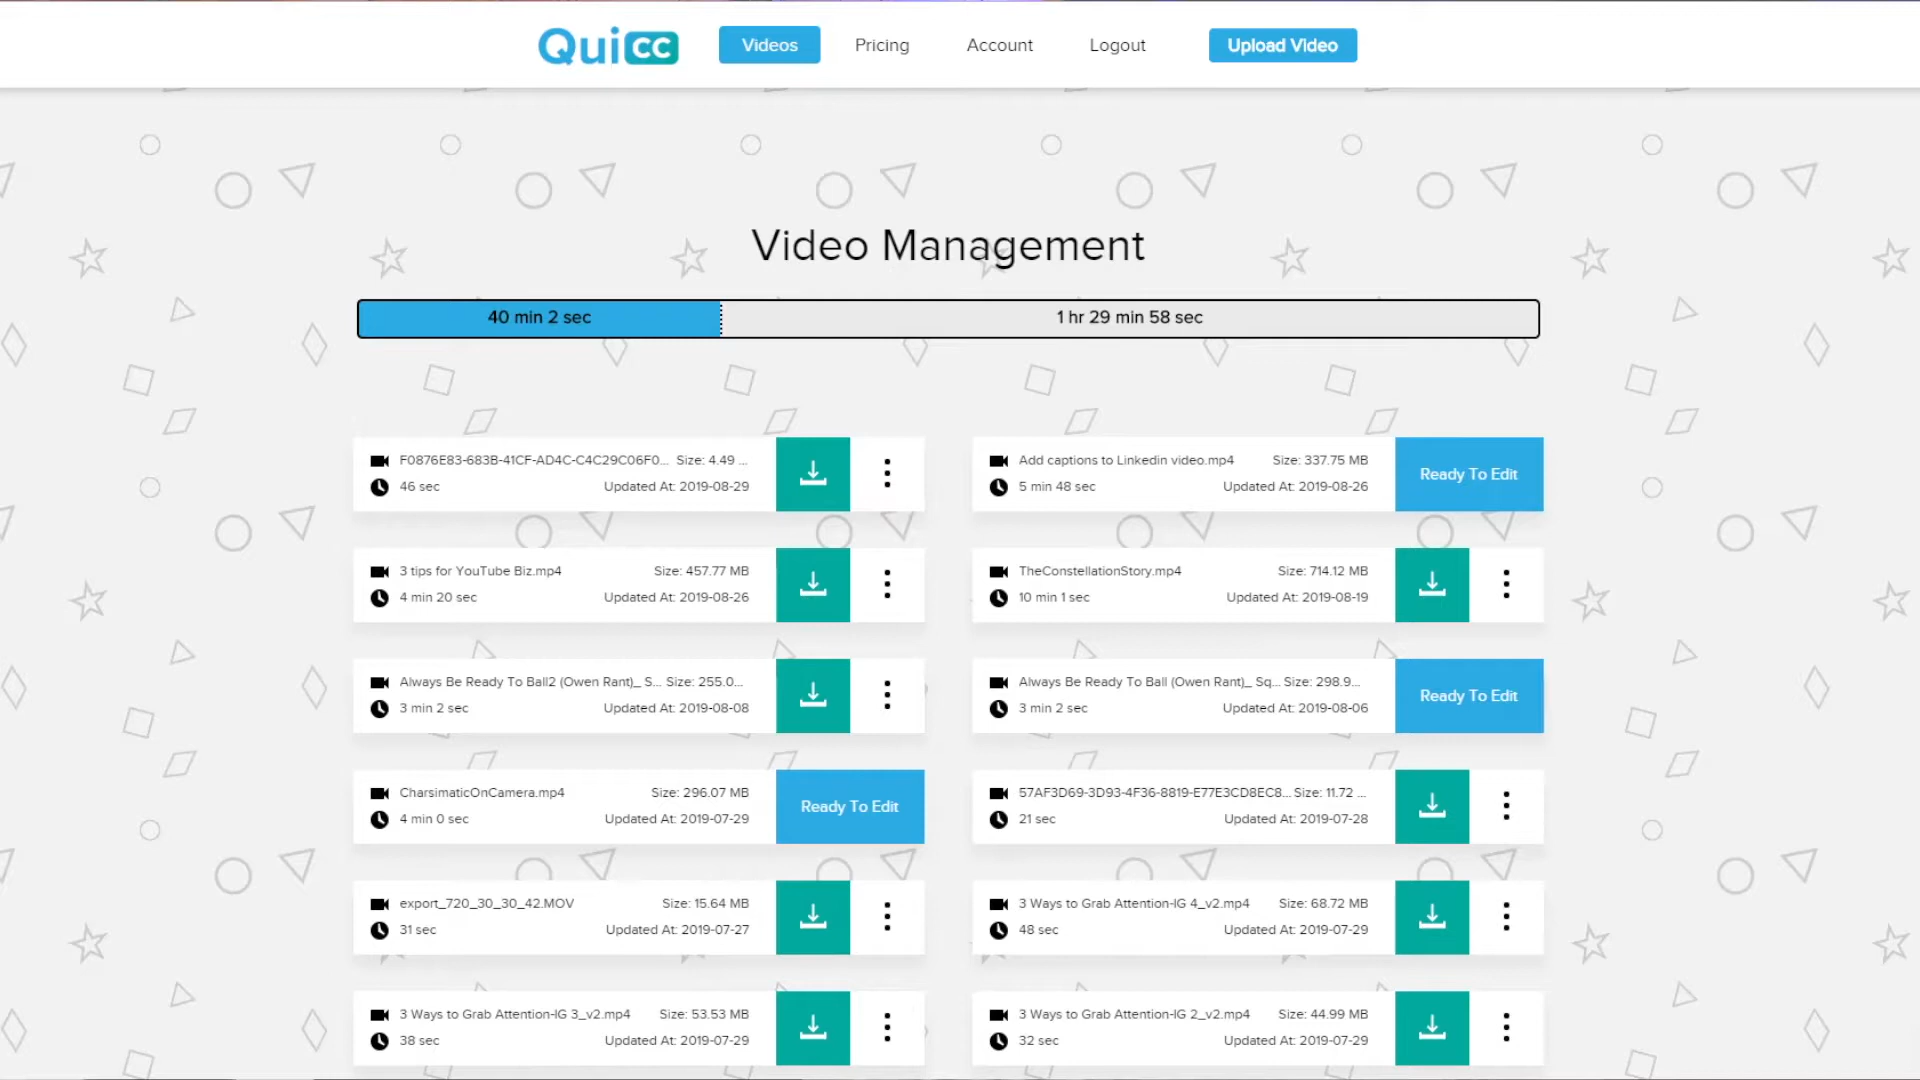 Quicc Videos Pricing Account Logout Upload Video
Video Management
40 min 2 sec 1 hr 29 min 58 sec
F0876E83-683B-41CF-AD4C-C4C29C06F0... Size: 4.49 ...
46 sec Updated At: 2019-08-29
Add captions to Linkedin video.mp4 Size: 337.75 MB
5 min 48 sec Updated At: 2019-08-26
Ready To Edit
3 tips for YouTube Biz.mp4 Size: 457.77 MB
4 min 20 sec Updated At: 2019-08-26
TheConstellationStory.mp4 Size: 714.12 MB
10 min 1 sec Updated At: 2019-08-19
Always Be Ready To Ball2 (Owen Rant)_ S... Size: 255.0...
3 min 2 sec Updated At: 2019-08-08
Always Be Ready To Ball (Owen Rant)_ Sq... Size: 298.9...
3 min 2 sec Updated At: 2019-08-06
Ready To Edit
CharsimaticOnCamera.mp4 Size: 296.07 MB
4 min 0 sec Updated At: 2019-07-29
Ready To Edit
57AF3D69-3D93-4F36-8819-E77E3CD8EC8... Size: 11.72 ...
21 sec Updated At: 2019-07-28
export_720_30_30_42.MOV Size: 15.64 MB
31 sec Updated At: 2019-07-27
3 Ways to Grab Attention-IG 4_v2.mp4 Size: 68.72 MB
48 sec Updated At: 2019-07-29
3 Ways to Grab Attention-IG 3_v2.mp4 Size: 53.53 MB
38 sec Updated At: 2019-07-29
3 Ways to Grab Attention-IG 2_v2.mp4 Size: 44.99 MB
32 sec Updated At: 2019-07-29